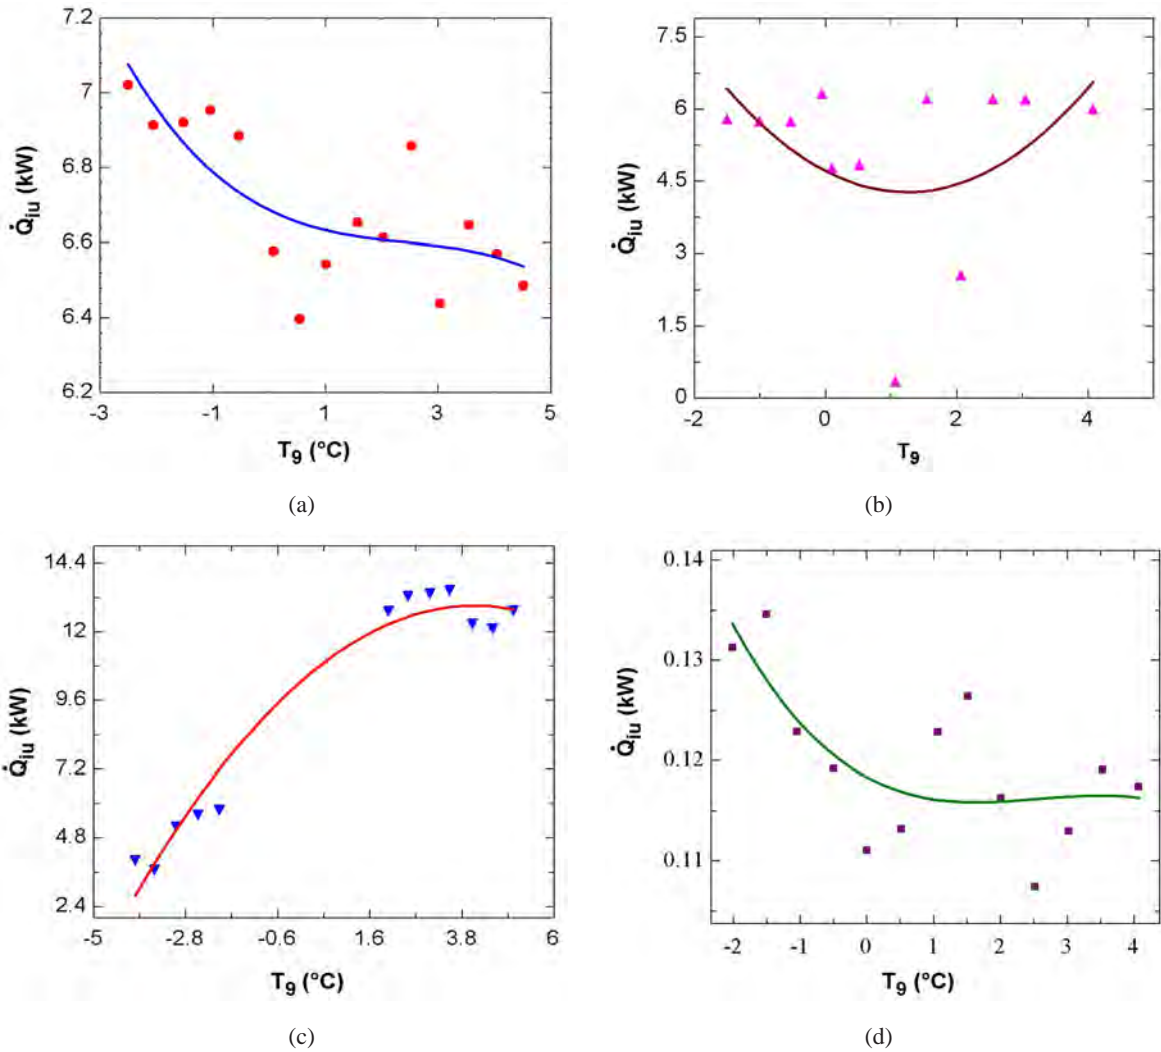 7.2
7
6.8
6.6
6.4
6.2
-3 -1 1 3 5
Q̇iu (kW)
T9 (°C)
(a)
7.5
6
4.5
3
1.5
0
-2 0 2 4
Q̇iu (kW)
T9
(b)
14.4
12
9.6
7.2
4.8
2.4
-5 -2.8 -0.6 1.6 3.8 6
Q̇iu (kW)
T9 (°C)
(c)
0.14
0.13
0.12
0.11
-2 -1 0 1 2 3 4
Q̇iu (kW)
T9 (°C)
(d)